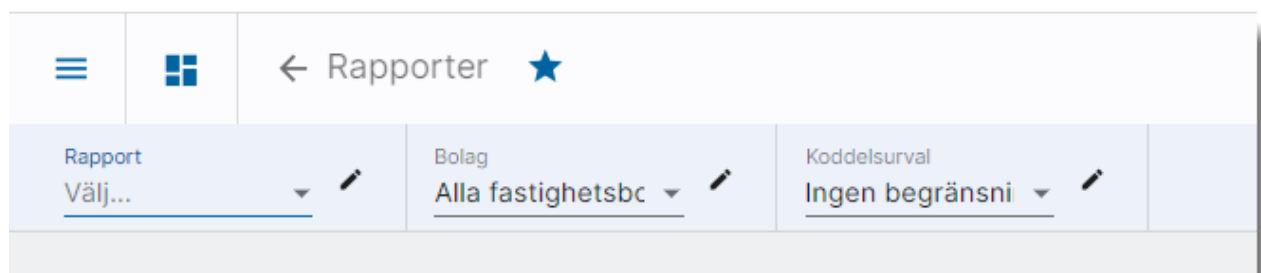 Rapporter
Rapport
Bolag
Koddelsurval
Välj...
Alla fastighetsbc
Ingen begränsni